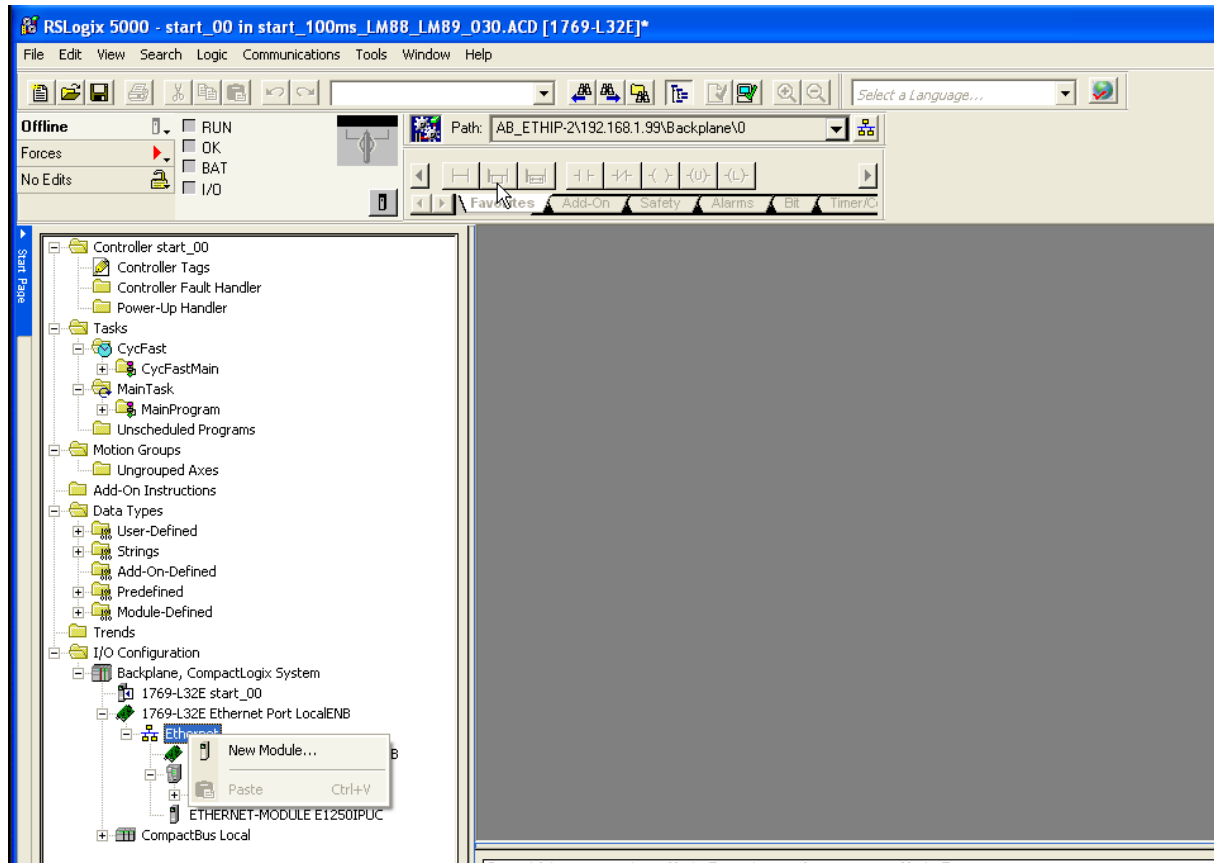 RSLogix 5000 - start_00 in start_100ms_LM88_LM89_030.ACD [1769-L32E]*
File Edit View Search Logic Communications Tools Window Help
Select a Language...
Offline
RUN
Path: AB_ETHIP-2\192.168.1.99\Backplane\0
Forces
OK
No Edits
BAT
I/O
Favorites Add-On Safety Alarms Bit
Start Page
Controller start_00
Controller Tags
Controller Fault Handler
Power-Up Handler
Tasks
CycFast
CycFastMain
MainTask
MainProgram
Unscheduled Programs
Motion Groups
Ungrouped Axes
Add-On Instructions
Data Types
User-Defined
Strings
Add-On-Defined
Predefined
Module-Defined
Trends
I/O Configuration
Backplane, CompactLogix System
1769-L32E start_00
1769-L32E Ethernet Port LocalENB
Ethernet
New Module...
B
Paste Ctrl+V
ETHERNET-MODULE E1250IPUC
CompactBus Local